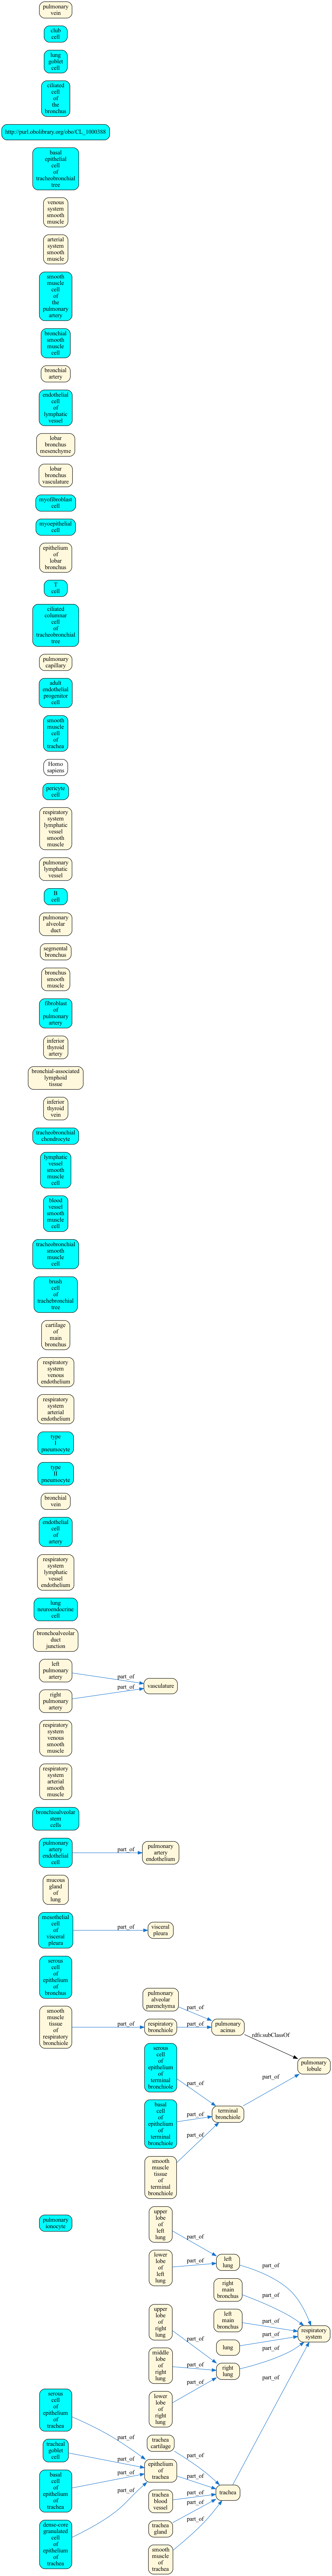 pulmonary
vein
club
cell
lung
goblet
cell
ciliated
cell
of
the
bronchus
http://purl.obolibrary.org/obo/CL_1000388
basal
epithelial
cell
of
tracheobronchial
tree
venous
system
smooth
muscle
arterial
system
smooth
muscle
smooth
muscle
cell
of
the
pulmonary
artery
bronchial
smooth
muscle
cell
bronchial
artery
endothelial
cell
of
lymphatic
vessel
lobar
bronchus
mesenchyme
lobar
bronchus
vasculature
myofibroblast
cell
myoepithelial
cell
epithelium
of
lobar
bronchus
T
cell
ciliated
columnar
cell
of
tracheobronchial
tree
pulmonary
capillary
adult
endothelial
progenitor
cell
smooth
muscle
cell
of
trachea
Homo
sapiens
pericyte
cell
respiratory
system
lymphatic
vessel
smooth
muscle
pulmonary
lymphatic
vessel
B
cell
pulmonary
alveolar
duct
segmental
bronchus
bronchus
smooth
muscle
fibroblast
of
pulmonary
artery
inferior
thyroid
artery
bronchial-associated
lymphoid
tissue
inferior
thyroid
vein
tracheobronchial
chondrocyte
lymphatic
vessel
smooth
muscle
cell
blood
vessel
smooth
muscle
cell
tracheobronchial
smooth
muscle
cell
brush
cell
of
trachebronchial
tree
cartilage
of
main
bronchus
respiratory
system
venous
endothelium
respiratory
system
arterial
endothelium
type
I
pneumocyte
type
II
pneumocyte
bronchial
vein
endothelial
cell
of
artery
respiratory
system
lymphatic
vessel
endothelium
lung
neuroendocrine
cell
bronchoalveolar
duct
junction
left
pulmonary
artery
part_of
right
pulmonary
artery
part_of
vasculature
respiratory
system
venous
smooth
muscle
respiratory
system
arterial
smooth
muscle
bronchioalveolar
stem
cells
pulmonary
artery
endothelial
cell
part_of
pulmonary
artery
endothelium
mucous
gland
of
lung
mesothelial
cell
of
visceral
pleura
part_of
visceral
pleura
serous
cell
of
epithelium
of
bronchus
smooth
muscle
tissue
of
respiratory
bronchiole
part_of
pulmonary
alveolar
parenchyma
part_of
respiratory
bronchiole
part_of
pulmonary
acinus
rdfs:subClassOf
pulmonary
lobule
serous
cell
of
epithelium
of
terminal
bronchiole
part_of
basal
cell
of
epithelium
of
terminal
bronchiole
part_of
terminal
bronchiole
part_of
smooth
muscle
tissue
of
terminal
bronchiole
part_of
pulmonary
ionocyte
upper
lobe
of
left
lung
part_of
lower
lobe
of
left
lung
part_of
left
lung
part_of
right
main
bronchus
part_of
left
main
bronchus
part_of
lung
part_of
respiratory
system
upper
lobe
of
right
lung
part_of
middle
lobe
of
right
lung
part_of
right
lung
part_of
lower
lobe
of
right
lung
part_of
serous
cell
of
epithelium
of
trachea
part_of
tracheal
goblet
cell
part_of
basal
cell
of
epithelium
of
trachea
part_of
dense-core
granulated
cell
of
epithelium
of
trachea
part_of
trachea
cartilage
part_of
epithelium
of
trachea
part_of
trachea
blood
vessel
part_of
trachea
gland
part_of
smooth
muscle
of
trachea
part_of
trachea
part_of